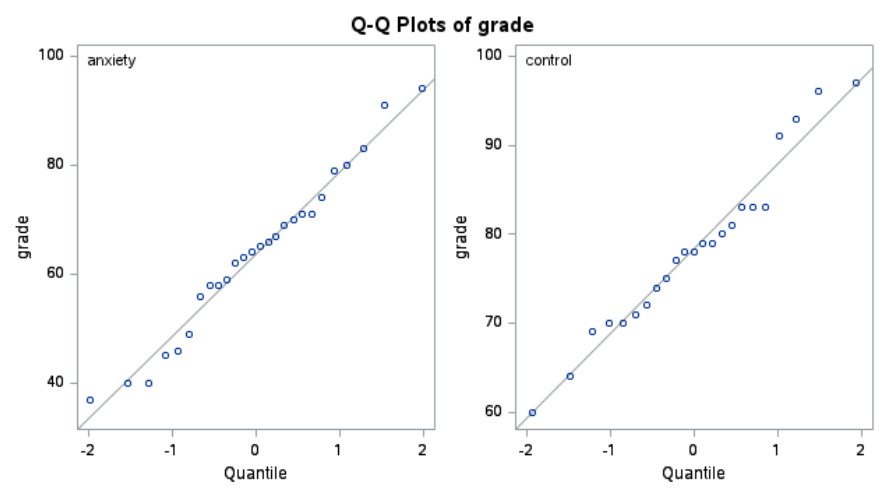 Q-Q Plots of grade
anxiety
100
80
60
40
grade
-2 -1 0 1 2
Quantile
control
100
90
80
70
60
grade
-2 -1 0 1 2
Quantile